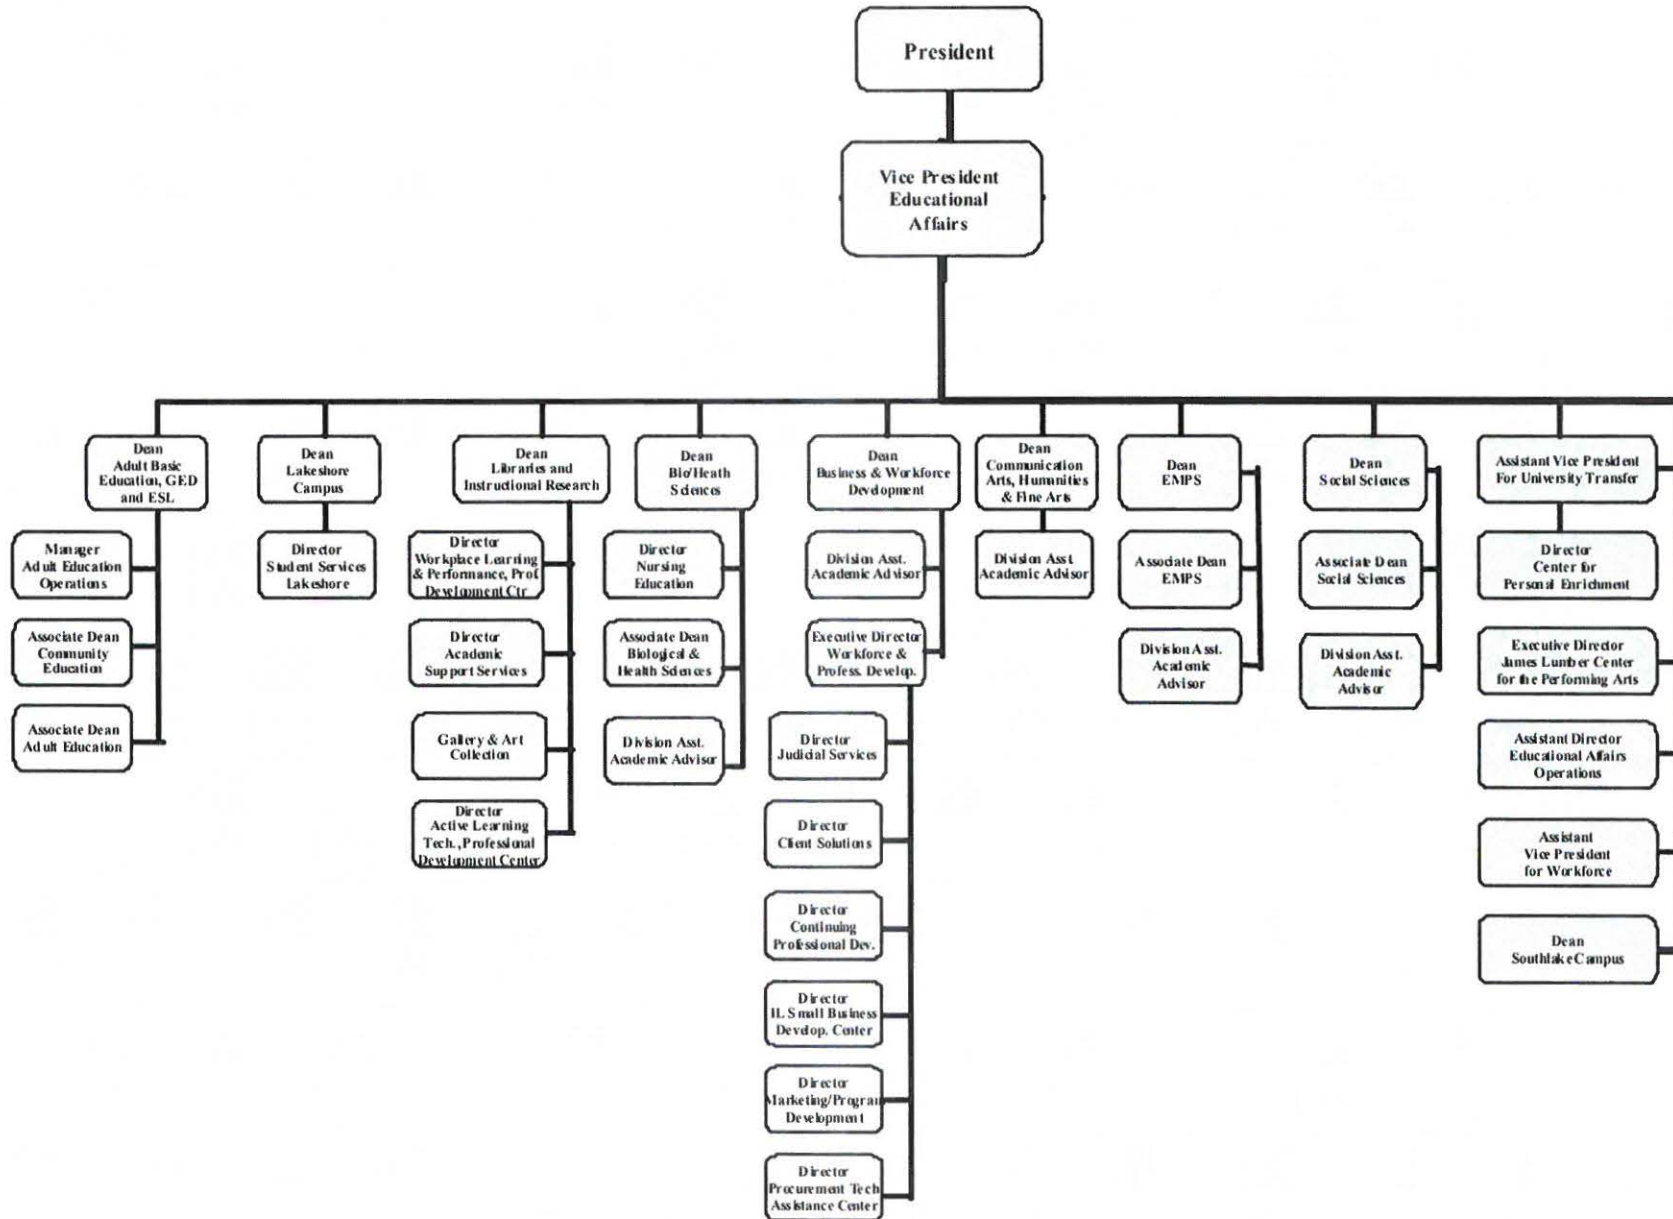 President
Vice President
Educational
Affairs
Dean
Adult Basic
Education, GED
and ESL
Dean
Lakeshore
Campus
Dean
Libraries and
Instructional Research
Dean
Bio/Heath
Sciences
Dean
Business & Workforce
Development
Dean
Communication
Arts, Humanities
& Fine Arts
Dean
EMPS
Dean
Social Sciences
Assistant Vice President
For University Transfer
Manager
Adult Education
Operations
Associate Dean
Community
Education
Associate Dean
Adult Education
Director
Student Services
Lakeshore
Director
Workplace Learning
& Performance, Prof.
Development Ctr
Director
Academic
Support Services
Gallery & Art
Collection
Director
Active Learning
Tech., Professional
Development Center
Director
Nursing
Education
Associate Dean
Biological &
Health Sciences
Division Asst.
Academic Advisor
Division Asst.
Academic Advisor
Executive Director
Workforce &
Profess. Develop.
Director
Judicial Services
Director
Client Solutions
Director
Continuing
Professional Dev.
Director
IL Small Business
Develop. Center
Director
Marketing/Program
Development
Director
Procurement Tech
Assistance Center
Division Asst.
Academic Advisor
Associate Dean
EMPS
Division Asst.
Academic
Advisor
Associate Dean
Social Sciences
Division Asst.
Academic
Advisor
Director
Center for
Personal Enrichment
Executive Director
James Lumber Center
for the Performing Arts
Assistant Director
Educational Affairs
Operations
Assistant
Vice President
for Workforce
Dean
Southlake Campus